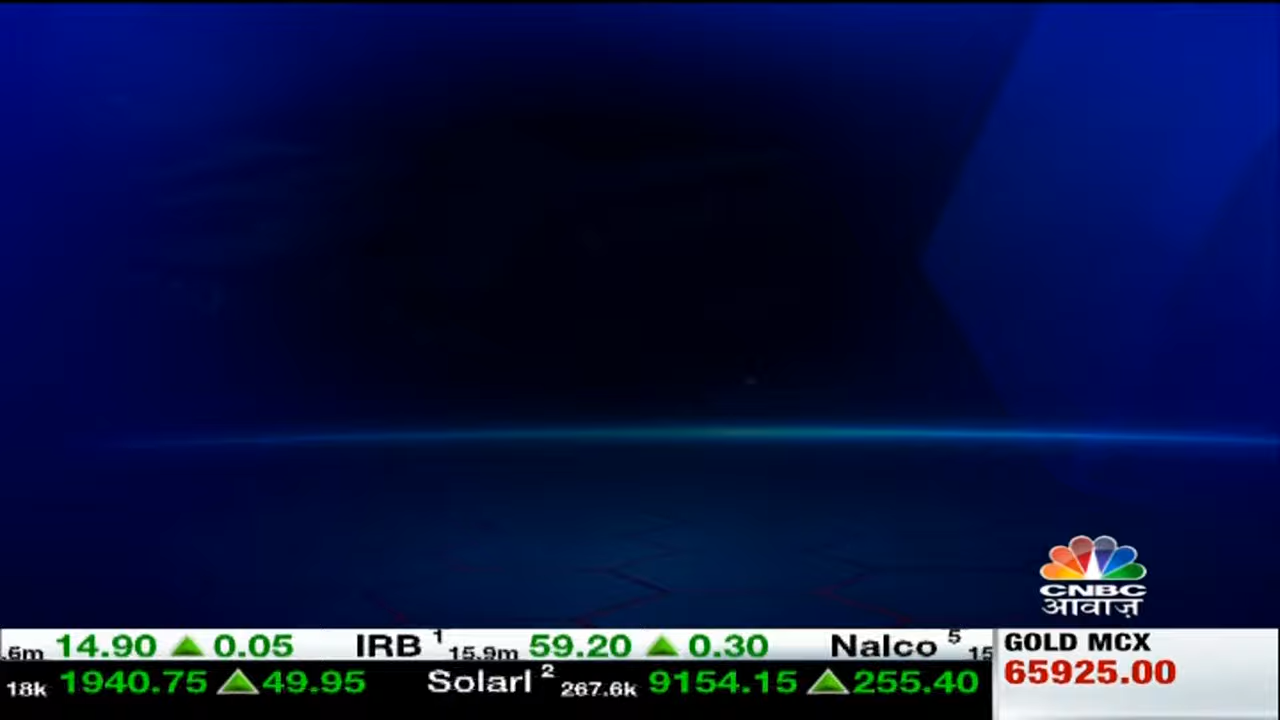 CNBC
आवाज़
.6m 14.90 0.05 IRB 1 15.9m 59.20 0.30 Nalco 5 15
18k 1940.75 49.95 SolarI 2 267.6k 9154.15 255.40
GOLD MCX
65925.00